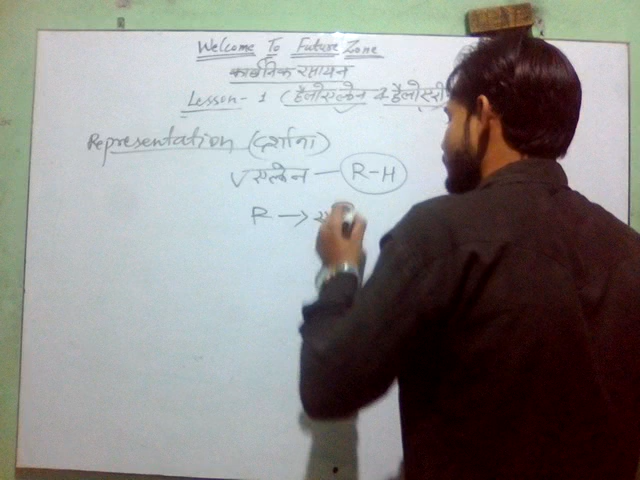 Welcome To Future Zone
कार्बनिक रसायन
Lesson - 1 (हैलोएल्केन व हैलोएरी
Representation (दर्शाना)
✓ एल्केन — R-H
R →